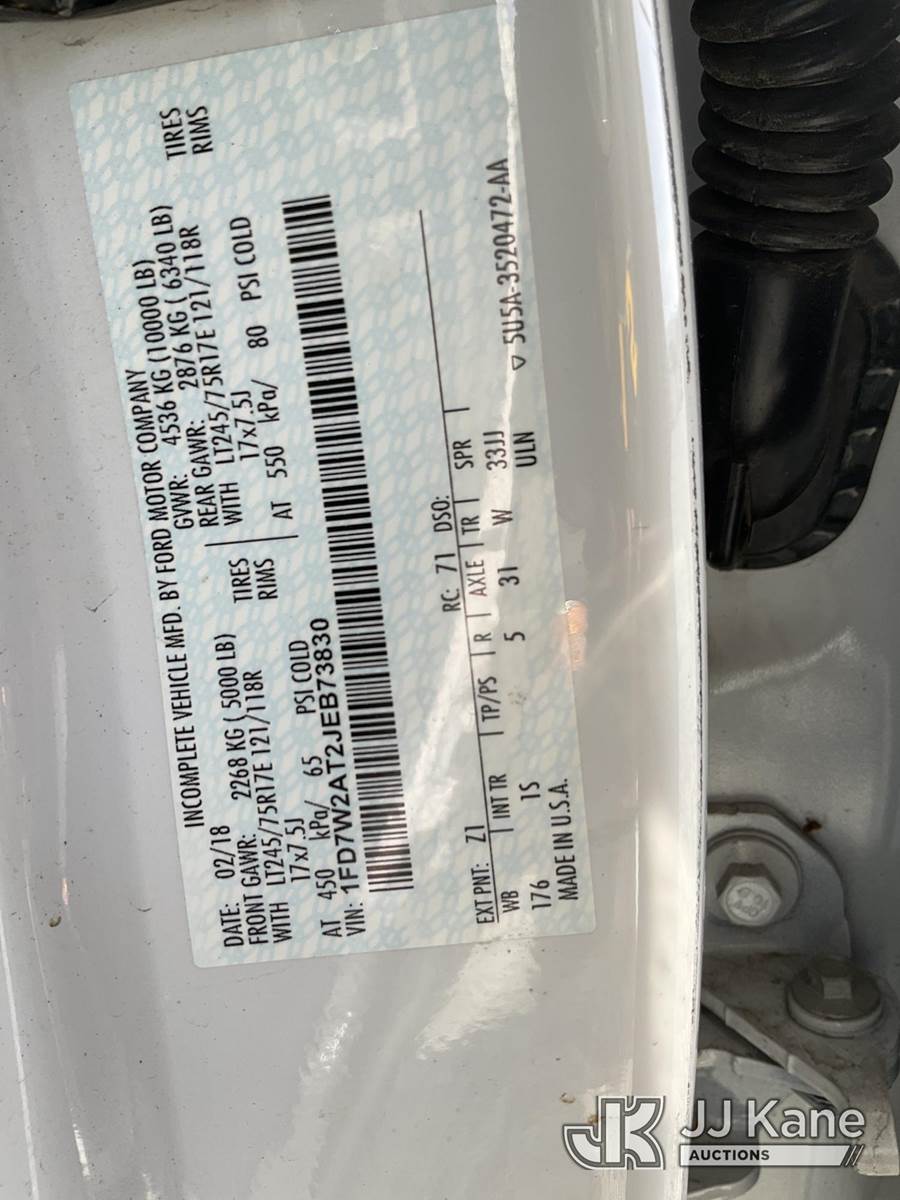 INCOMPLETE VEHICLE MFD. BY FORD MOTOR COMPANY
DATE: 02/18 GVWR: 4536 KG (10000 LB)
FRONT GAWR: 2268 KG ( 5000 LB) REAR GAWR: 2876 KG ( 6340 LB)
WITH LT245/75R17E 121/118R TIRES WITH LT245/75R17E 121/118R TIRES
17x7.5J RIMS 17x7.5J RIMS
AT 450 kPa/ 65 PSI COLD AT 550 kPa/ 80 PSI COLD
VIN: 1FD7W2AT2JEB73830
EXT PNT: Z1 RC: 71 DSO:
WB INT TR TP/PS R AXLE TR SPR
176 1S 5 31 W 33JJ
MADE IN U.S.A. ULN
▽ 5U5A-3520472-AA
JK JJ Kane
AUCTIONS